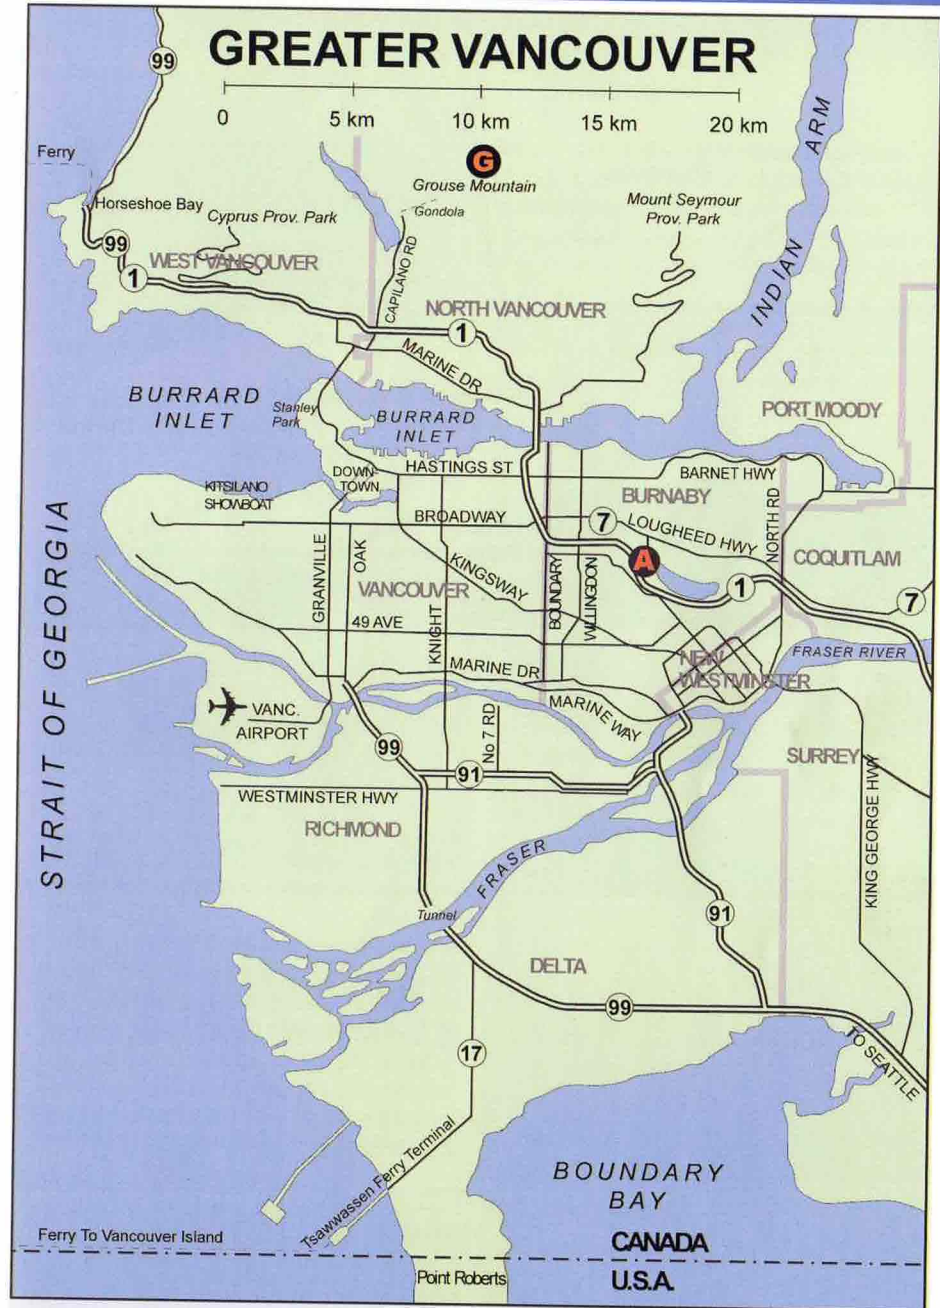 GREATER VANCOUVER
0 5 km 10 km 15 km 20 km
99
Ferry
G
Grouse Mountain
Gondola
Horseshoe Bay
Cyprus Prov. Park
Mount Seymour
Prov. Park
INDIAN ARM
99
WEST VANCOUVER
1
CAPILANO RD
NORTH VANCOUVER
1
MARINE DR
BURRARD
INLET
Stanley
Park
BURRARD
INLET
PORT MOODY
HASTINGS ST
BARNET HWY
DOWN-
TOWN
KITSILANO
SHOWBOAT
BURNABY
BROADWAY
7
LOUGHEED HWY
NORTH RD
STRAIT OF GEORGIA
GRANVILLE
OAK
KINGSWAY
A
COQUITLAM
VANCOUVER
BOUNDARY
WILLINGDON
1
7
49 AVE
KNIGHT
FRASER RIVER
MARINE DR
NEW
WESTMINSTER
MARINE WAY
VANC.
AIRPORT
No 7 RD
99
91
SURREY
KING GEORGE HWY
WESTMINSTER HWY
RICHMOND
FRASER
Tunnel
91
DELTA
99
TO SEATTLE
17
Tsawwassen Ferry Terminal
BOUNDARY
BAY
Ferry To Vancouver Island
CANADA
Point Roberts
U.S.A.